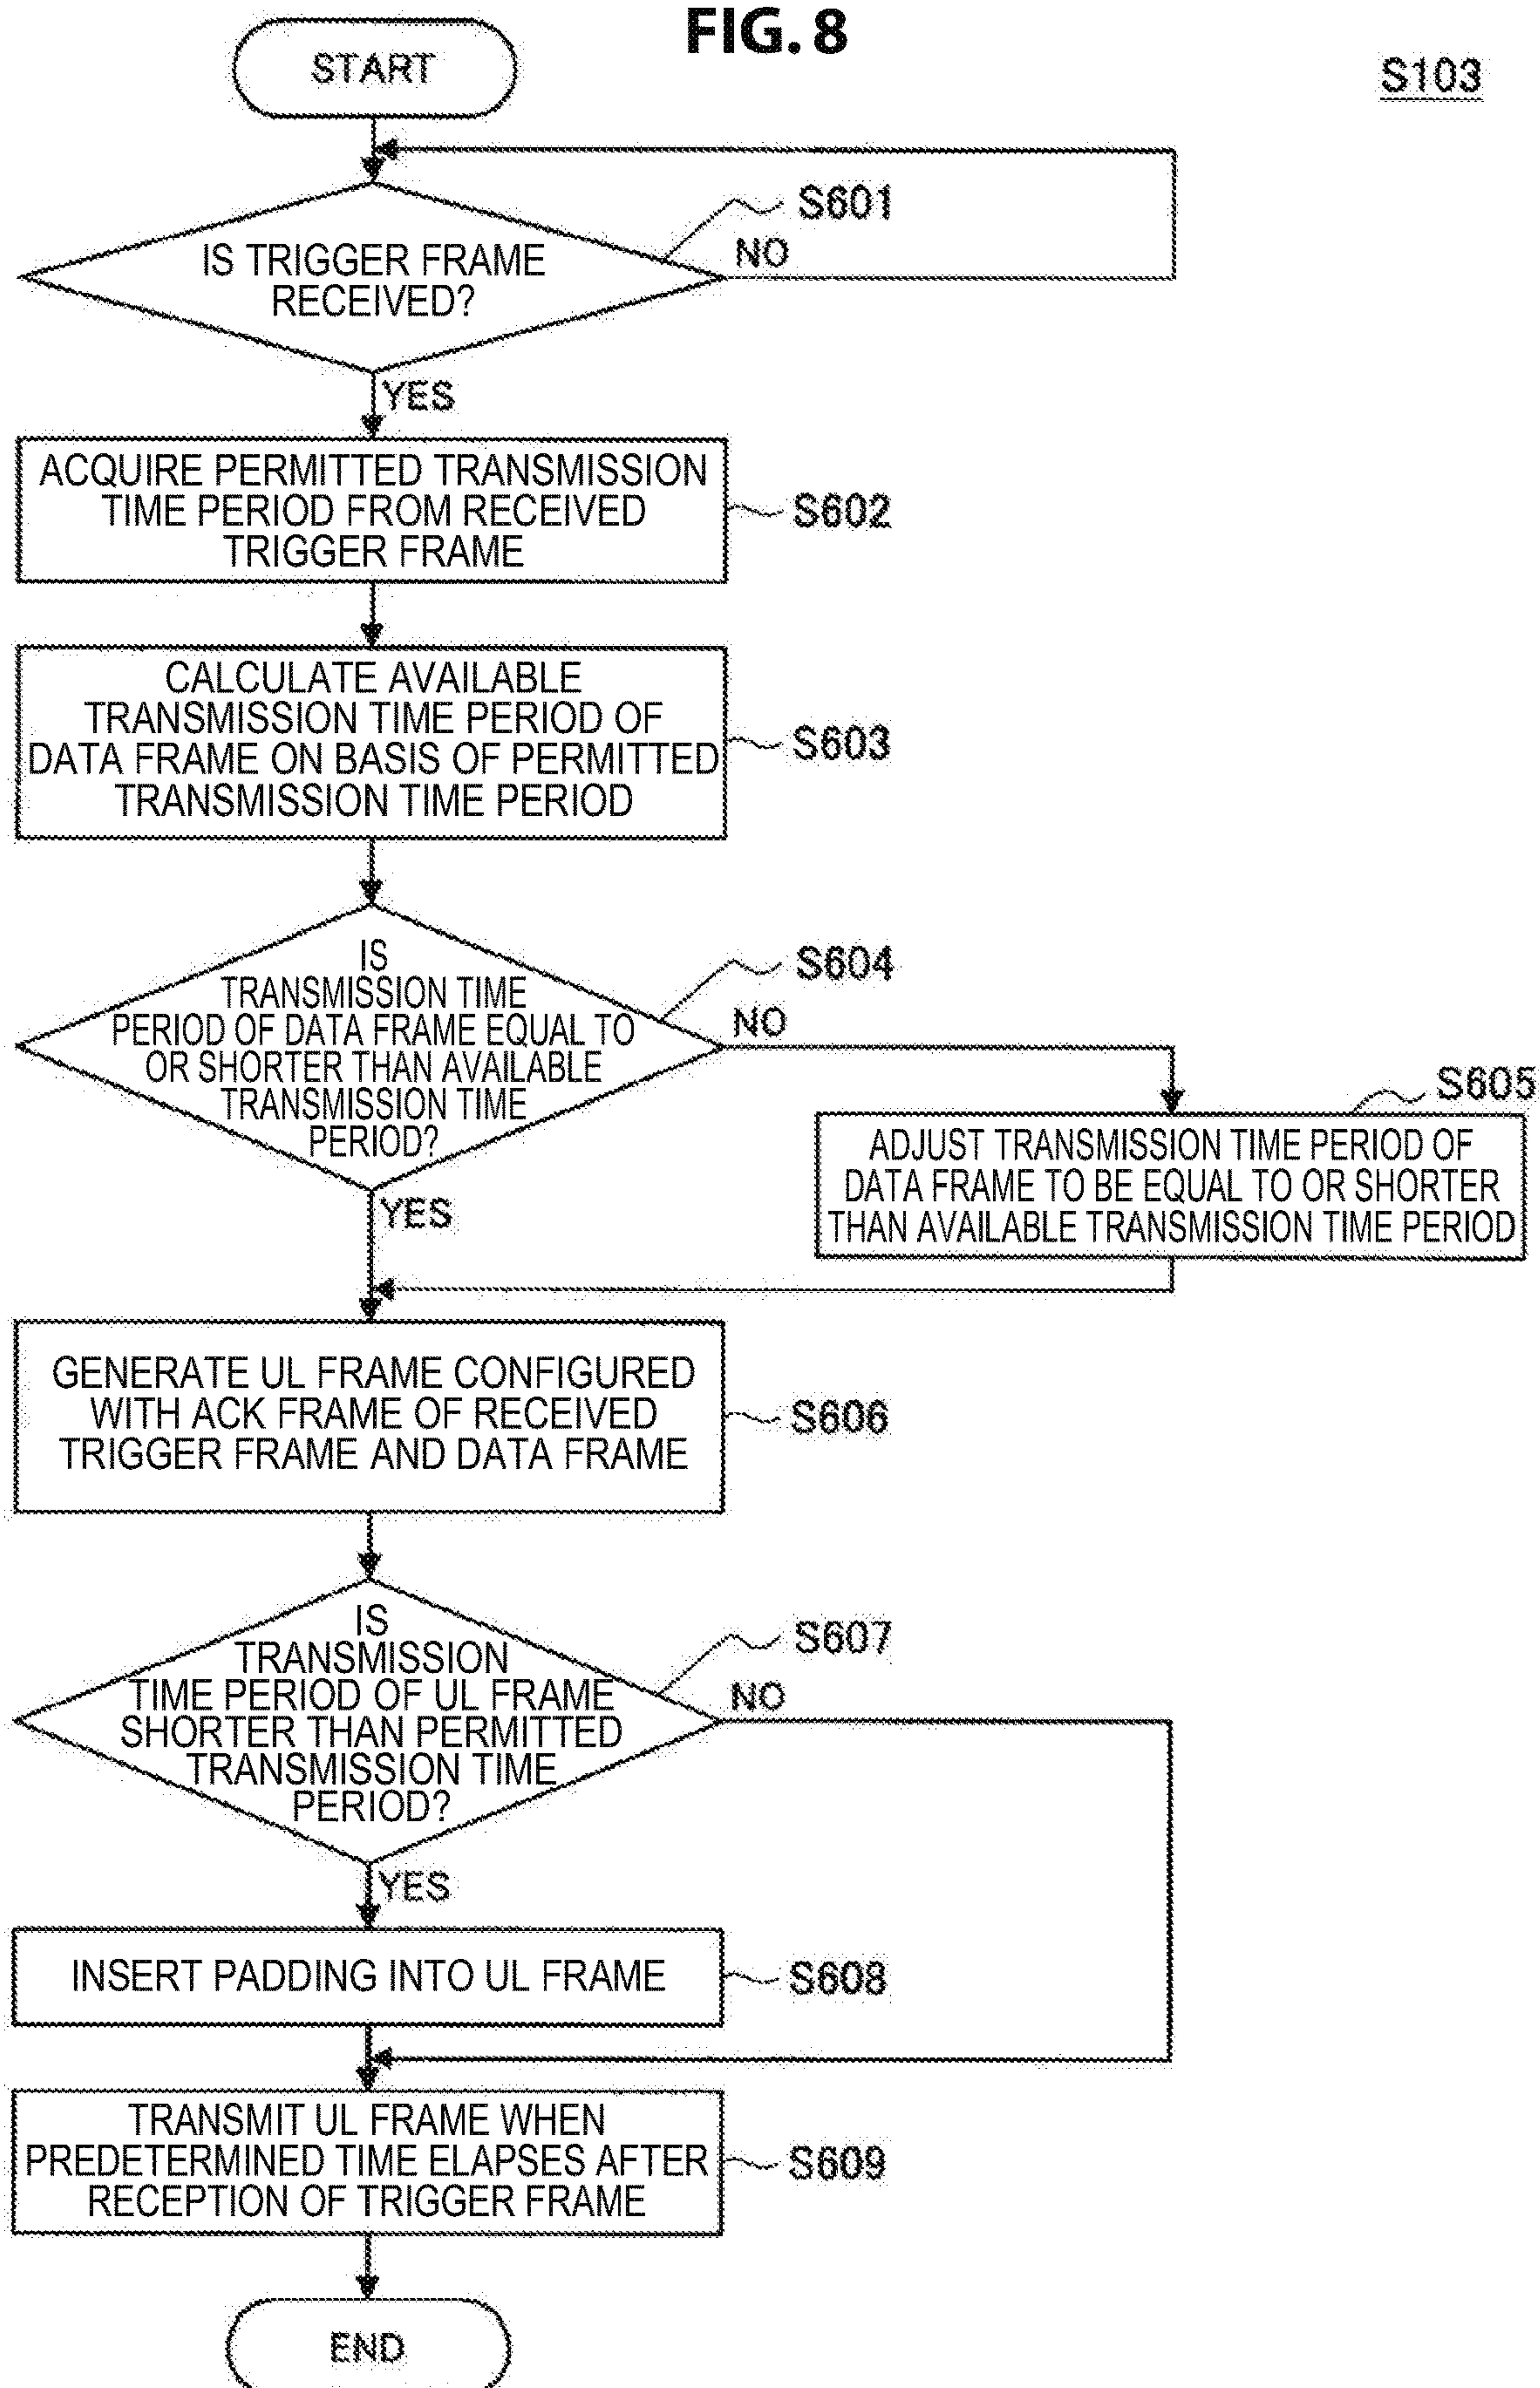 FIG. 8
S103
START
S601
IS TRIGGER FRAME
RECEIVED?
NO
YES
ACQUIRE PERMITTED TRANSMISSION
TIME PERIOD FROM RECEIVED
TRIGGER FRAME
S602
CALCULATE AVAILABLE
TRANSMISSION TIME PERIOD OF
DATA FRAME ON BASIS OF PERMITTED
TRANSMISSION TIME PERIOD
S603
IS
TRANSMISSION TIME
PERIOD OF DATA FRAME EQUAL TO
OR SHORTER THAN AVAILABLE
TRANSMISSION TIME
PERIOD?
S604
NO
YES
S605
ADJUST TRANSMISSION TIME PERIOD OF
DATA FRAME TO BE EQUAL TO OR SHORTER
THAN AVAILABLE TRANSMISSION TIME PERIOD
GENERATE UL FRAME CONFIGURED
WITH ACK FRAME OF RECEIVED
TRIGGER FRAME AND DATA FRAME
S606
IS
TRANSMISSION
TIME PERIOD OF UL FRAME
SHORTER THAN PERMITTED
TRANSMISSION TIME
PERIOD?
S607
NO
YES
INSERT PADDING INTO UL FRAME
S608
TRANSMIT UL FRAME WHEN
PREDETERMINED TIME ELAPSES AFTER
RECEPTION OF TRIGGER FRAME
S609
END